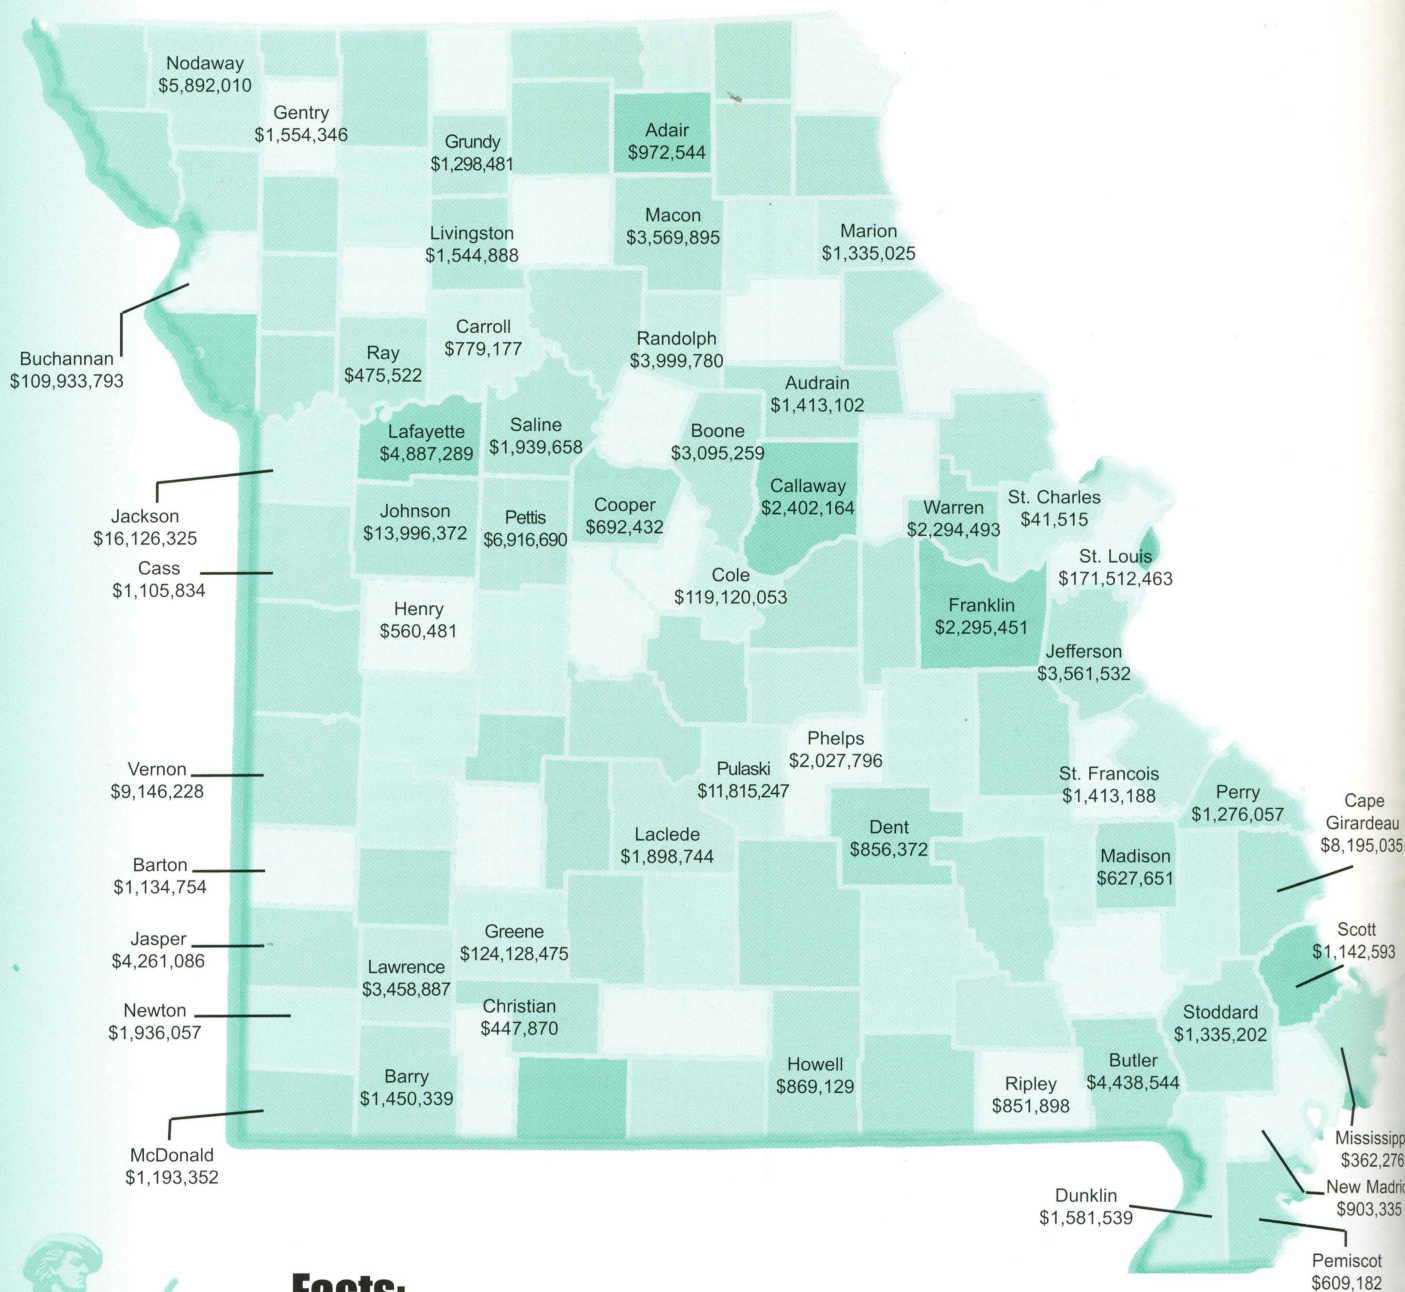 Nodaway
$5,892,010
Gentry
$1,554,346
Grundy
$1,298,481
Adair
$972,544
Livingston
$1,544,888
Macon
$3,569,895
Marion
$1,335,025
Buchannan
$109,933,793
Ray
$475,522
Carroll
$779,177
Randolph
$3,999,780
Audrain
$1,413,102
Lafayette
$4,887,289
Saline
$1,939,658
Boone
$3,095,259
Callaway
$2,402,164
Jackson
$16,126,325
Johnson
$13,996,372
Pettis
$6,916,690
Cooper
$692,432
Warren
$2,294,493
St. Charles
$41,515
St. Louis
$171,512,463
Cass
$1,105,834
Henry
$560,481
Cole
$119,120,053
Franklin
$2,295,451
Jefferson
$3,561,532
Vernon
$9,146,228
Pulaski
$11,815,247
Phelps
$2,027,796
St. Francois
$1,413,188
Perry
$1,276,057
Cape
Girardeau
$8,195,035
Laclede
$1,898,744
Dent
$856,372
Madison
$627,651
Barton
$1,134,754
Jasper
$4,261,086
Greene
$124,128,475
Scott
$1,142,593
Lawrence
$3,458,887
Newton
$1,936,057
Christian
$447,870
Stoddard
$1,335,202
Barry
$1,450,339
Howell
$869,129
Ripley
$851,898
Butler
$4,438,544
McDonald
$1,193,352
Mississipp
$362,276
New Madrid
$903,335
Dunklin
$1,581,539
Pemiscot
$609,182
Facts: